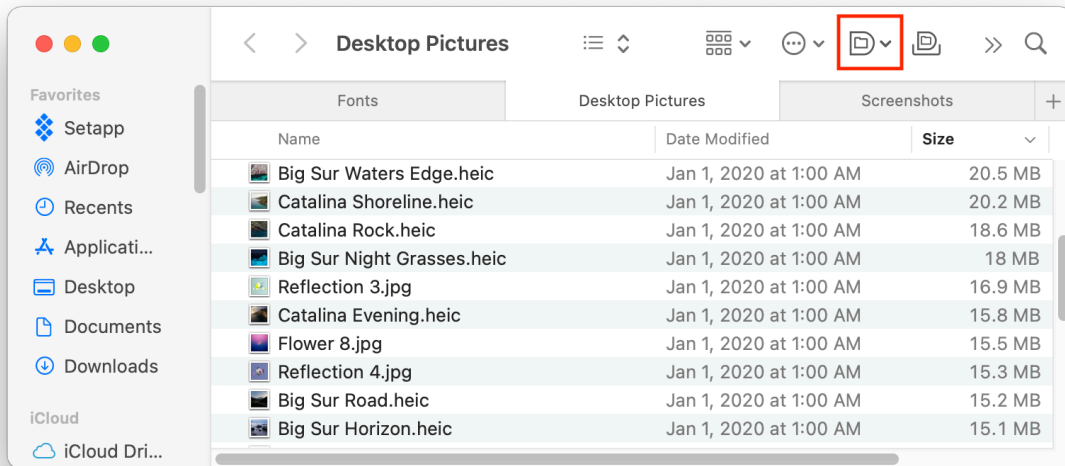 Desktop Pictures
Favorites
Setapp
AirDrop
Recents
Applicati...
Desktop
Documents
Downloads
iCloud
iCloud Dri...
Fonts Desktop Pictures Screenshots
Name Date Modified Size
Big Sur Waters Edge.heic Jan 1, 2020 at 1:00 AM 20.5 MB
Catalina Shoreline.heic Jan 1, 2020 at 1:00 AM 20.2 MB
Catalina Rock.heic Jan 1, 2020 at 1:00 AM 18.6 MB
Big Sur Night Grasses.heic Jan 1, 2020 at 1:00 AM 18 MB
Reflection 3.jpg Jan 1, 2020 at 1:00 AM 16.9 MB
Catalina Evening.heic Jan 1, 2020 at 1:00 AM 15.8 MB
Flower 8.jpg Jan 1, 2020 at 1:00 AM 15.5 MB
Reflection 4.jpg Jan 1, 2020 at 1:00 AM 15.3 MB
Big Sur Road.heic Jan 1, 2020 at 1:00 AM 15.2 MB
Big Sur Horizon.heic Jan 1, 2020 at 1:00 AM 15.1 MB